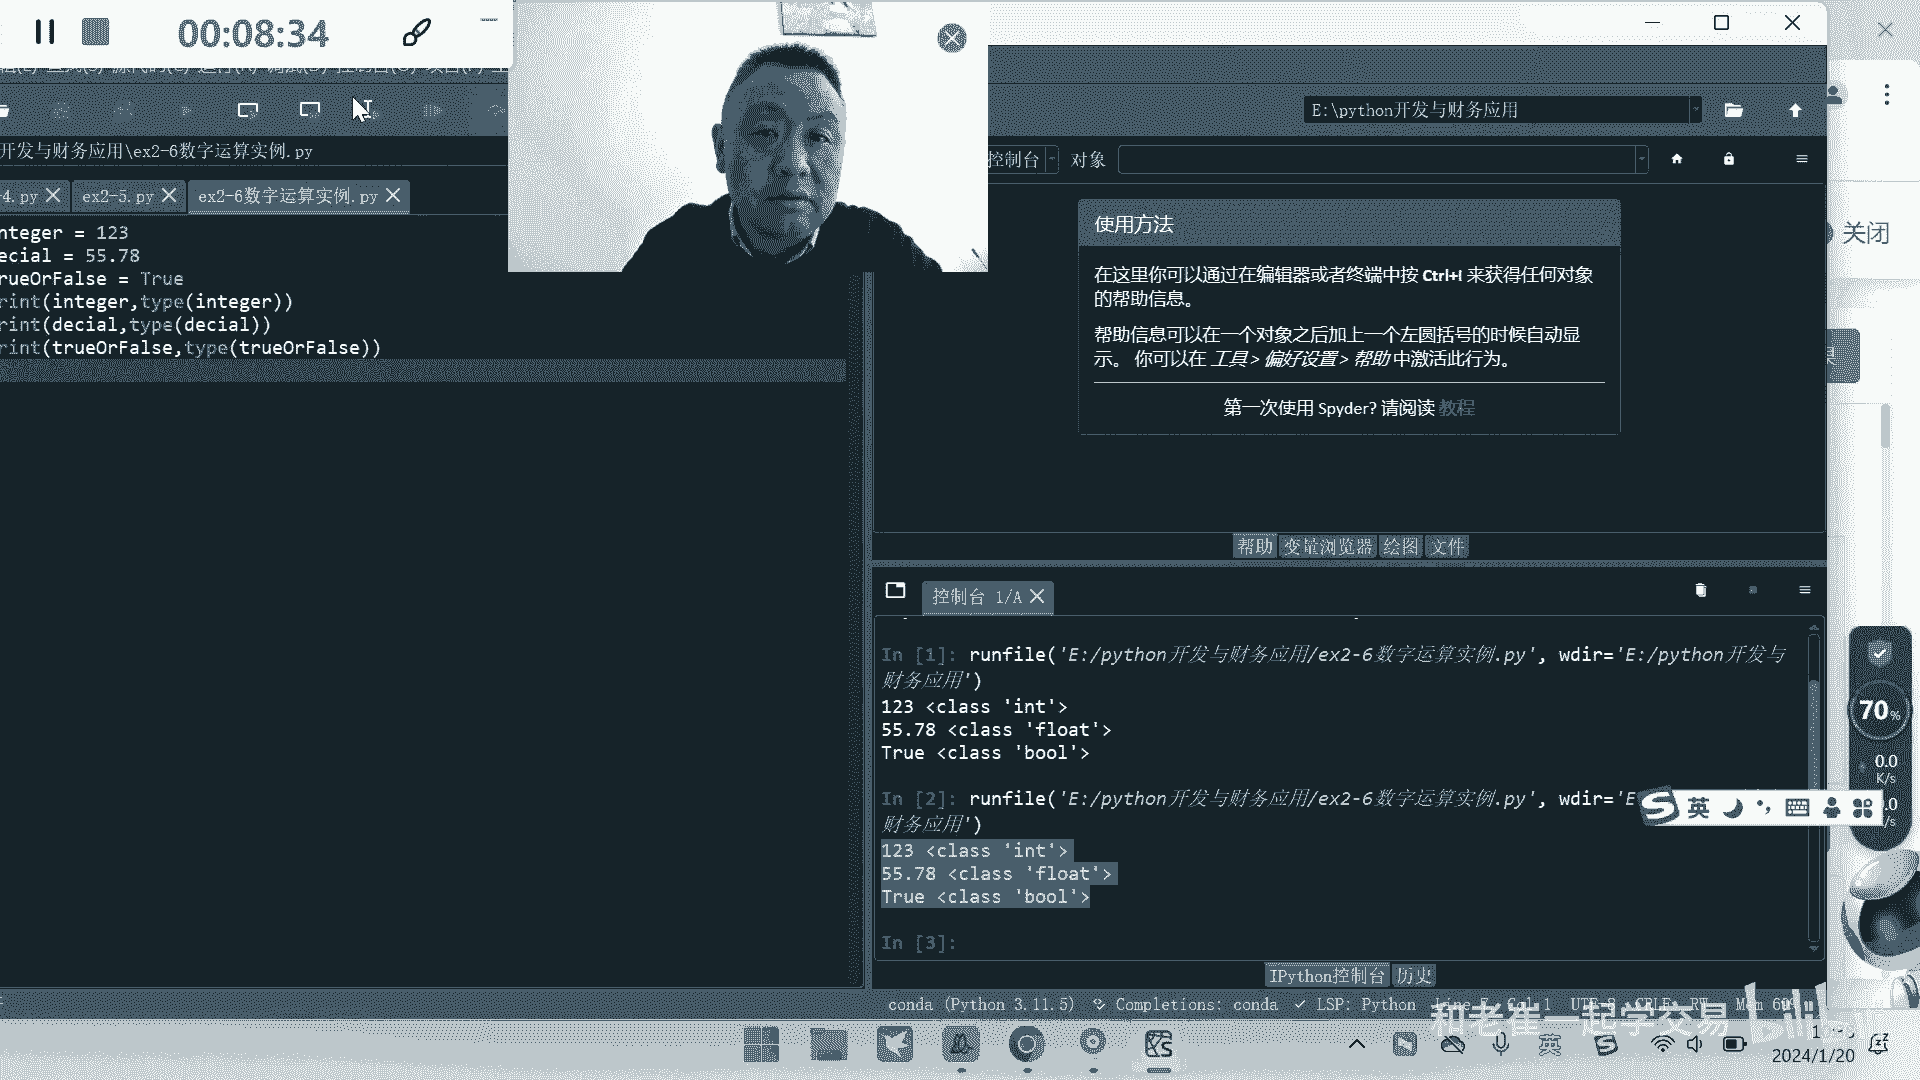 00:08:34
E:\python开发与财务应用
开发与财务应用\ex2-6数字运算实例.py
控制台 对象
-4.py ex2-5.py ex2-6数字运算实例.py
nteger = 123
ecial = 55.78
rueOrFalse = True
rint(integer,type(integer))
rint(decial,type(decial))
rint(trueOrFalse,type(trueOrFalse))
使用方法
在这里你可以通过在编辑器或者终端中按 Ctrl+I 来获得任何对象
的帮助信息。
帮助信息可以在一个对象之后加上一个左圆括号的时候自动显
示。 你可以在 工具 > 偏好设置 > 帮助 中激活此行为。
第一次使用 Spyder? 请阅读 教程
关闭
帮助 变量浏览器 绘图 文件
控制台 1/A
In [1]: runfile('E:/python开发与财务应用/ex2-6数字运算实例.py', wdir='E:/python开发与
财务应用')
123 <class 'int'>
55.78 <class 'float'>
True <class 'bool'>
In [2]: runfile('E:/python开发与财务应用/ex2-6数字运算实例.py', wdir='E
财务应用')
123 <class 'int'>
55.78 <class 'float'>
True <class 'bool'>
In [3]:
70%
0.0
K/s
英
IPython控制台 历史
conda (Python 3.11.5) Completions: conda LSP: Python
和老崔一起学交易 bilibili
英
2024/1/20